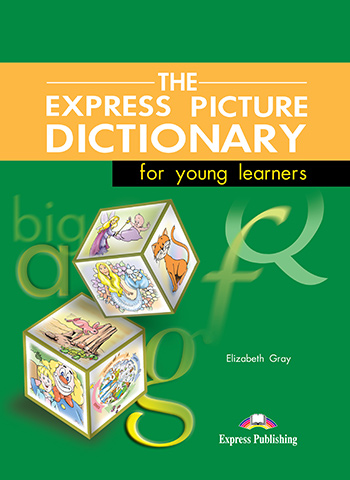 THE
EXPRESS PICTURE
DICTIONARY
for young learners
big
a
f
Q
g
Elizabeth Gray
Express Publishing